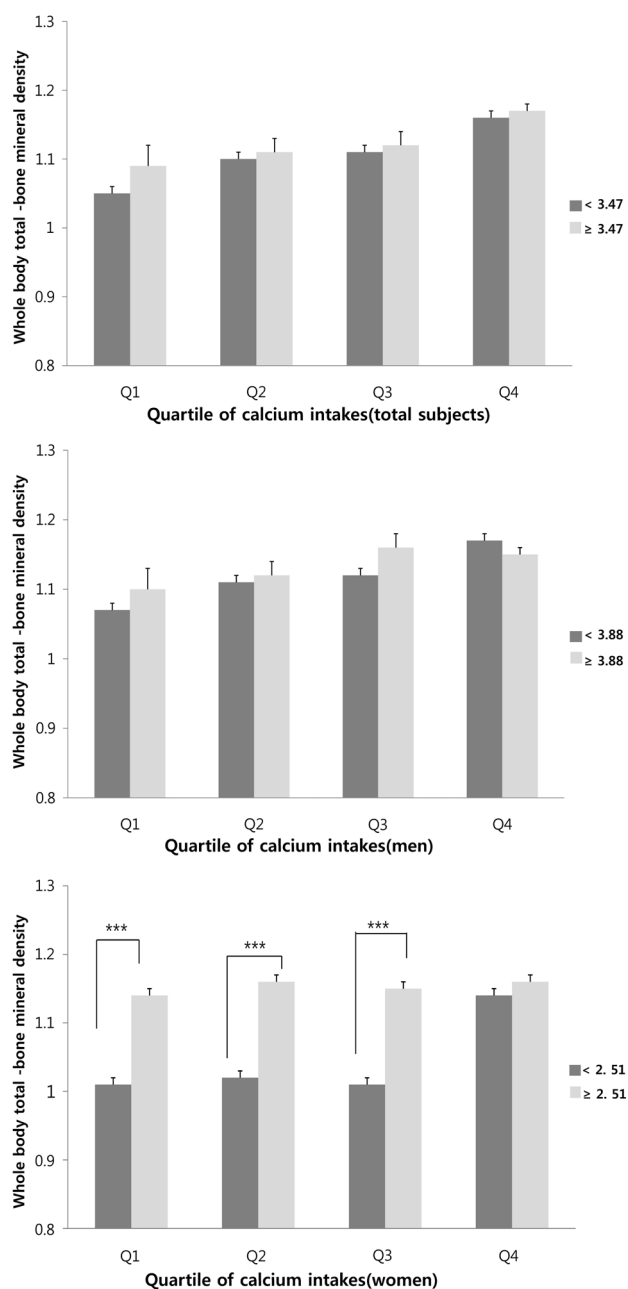 1.3
1.2
1.1
1
0.9
0.8
Whole body total -bone mineral density
< 3.47
≥ 3.47
Q1 Q2 Q3 Q4
Quartile of calcium intakes(total subjects)
1.3
1.2
1.1
1
0.9
0.8
Whole body total -bone mineral density
< 3.88
≥ 3.88
Q1 Q2 Q3 Q4
Quartile of calcium intakes(men)
1.3
1.2
1.1
1
0.9
0.8
Whole body total -bone mineral density
*** *** ***
< 2. 51
≥ 2. 51
Q1 Q2 Q3 Q4
Quartile of calcium intakes(women)